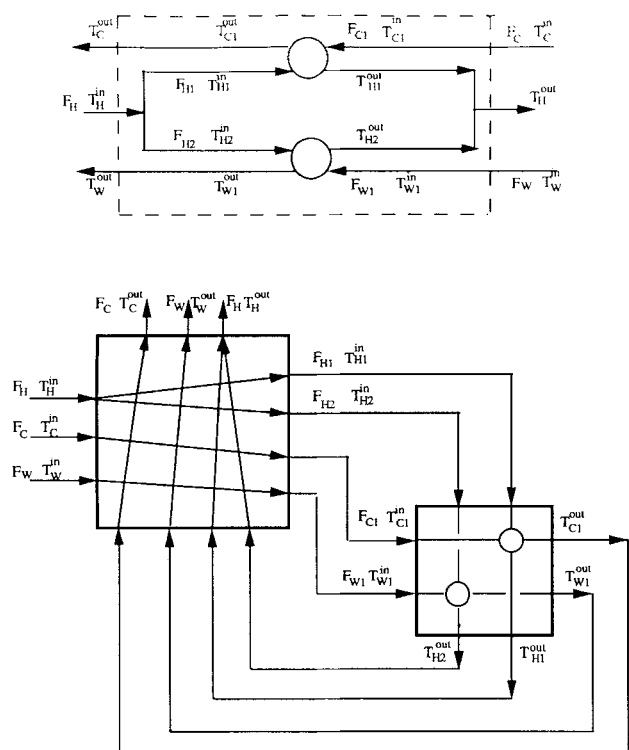 T_C^out T_C1^out F_C1 T_C1^in F_C T_C^in
F_H T_H^in F_H1 T_H1^in T_H1^out T_H^out
F_H2 T_H2^in T_H2^out
T_W^out T_W1^out F_W1 T_W1^in F_W T_W^in
F_C T_C^out F_W T_W^out F_H T_H^out
F_H1 T_H1^in
F_H T_H^in
F_H2 T_H2^in
F_C T_C^in
F_W T_W^in
F_C1 T_C1^in T_C1^out
F_W1 T_W1^in T_W1^out
T_H2^out T_H1^out